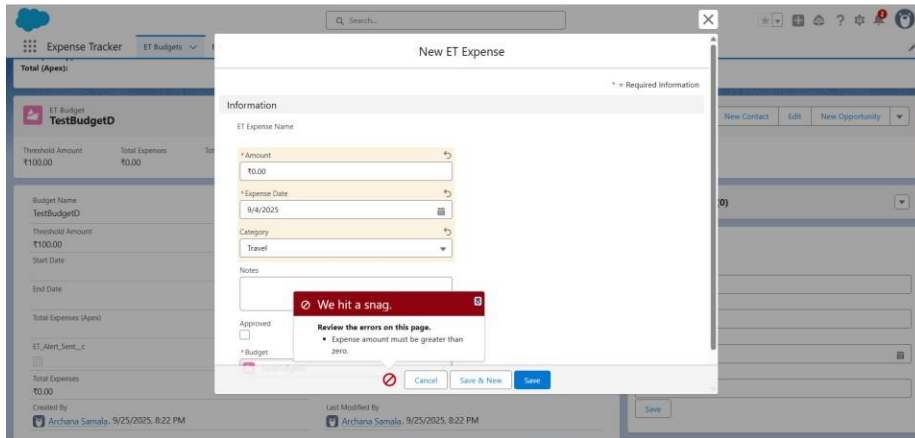 Search...
Expense Tracker
ET Budgets
Total (Apex):
ET Budget
TestBudgetD
New Contact
Edit
New Opportunity
Threshold Amount
Total Expenses
₹100.00
₹0.00
Budget Name
TestBudgetD
Threshold Amount
₹100.00
Start Date
End Date
Total Expenses (Apex)
ET_Alert_Sent__c
Total Expenses
₹0.00
Created By
Archana Samala, 9/25/2025, 8:22 PM
Last Modified By
Archana Samala, 9/25/2025, 8:22 PM
New ET Expense
* = Required Information
Information
ET Expense Name
*Amount
₹0.00
*Expense Date
9/4/2025
Category
Travel
Notes
Approved
*Budget
We hit a snag.
Review the errors on this page.
• Expense amount must be greater than
zero.
Cancel
Save & New
Save
(0)
Save